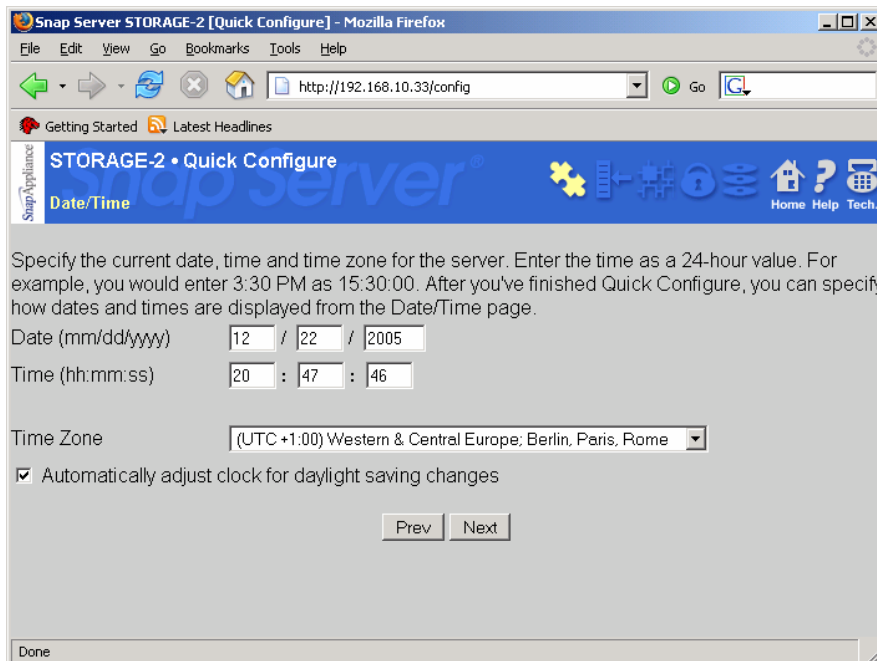 Snap Server STORAGE-2 [Quick Configure] - Mozilla Firefox
File Edit View Go Bookmarks Tools Help
http://192.168.10.33/config Go G
Getting Started Latest Headlines
SnapAppliance
Snap Server®
STORAGE-2 • Quick Configure
Date/Time
Home Help Tech.
Specify the current date, time and time zone for the server. Enter the time as a 24-hour value. For
example, you would enter 3:30 PM as 15:30:00. After you've finished Quick Configure, you can specify
how dates and times are displayed from the Date/Time page.
Date (mm/dd/yyyy) 12 / 22 / 2005
Time (hh:mm:ss) 20 : 47 : 46
Time Zone (UTC +1:00) Western & Central Europe; Berlin, Paris, Rome
Automatically adjust clock for daylight saving changes
Prev Next
Done